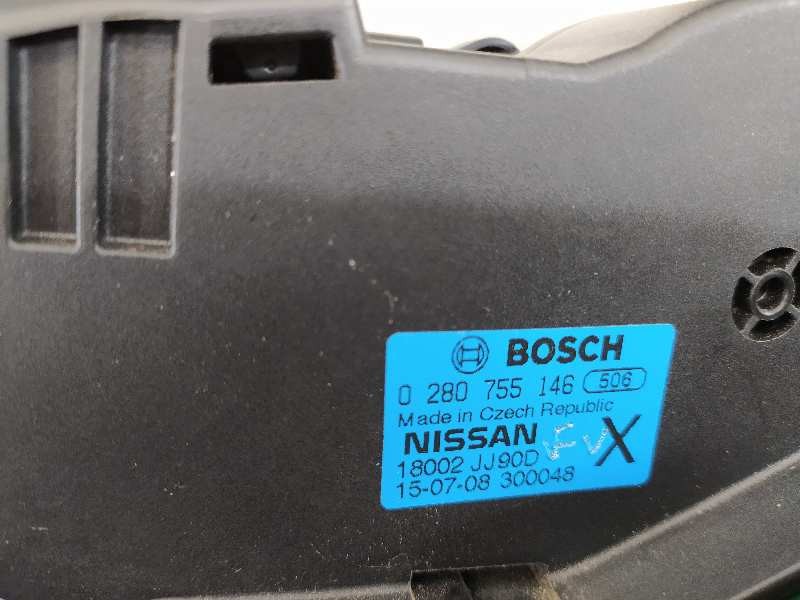 BOSCH
0 280 755 146 506
Made in Czech Republic
NISSAN X
18002 JJ90D
15-07-08 300048